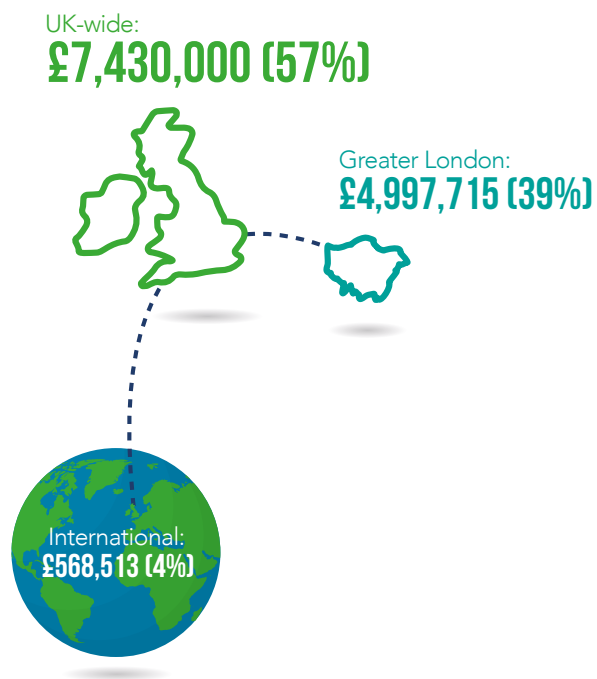 UK-wide:
£7,430,000 (57%)
Greater London:
£4,997,715 (39%)
International:
£568,513 (4%)